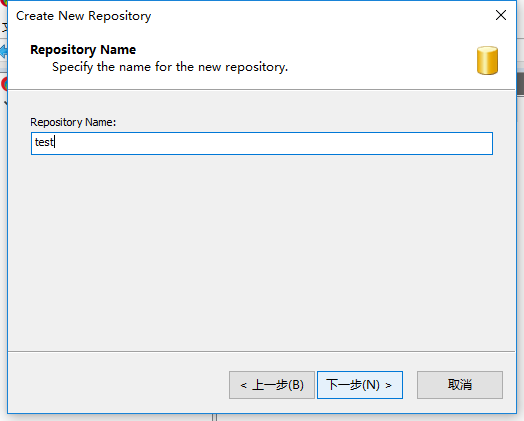 Create New Repository
Repository Name
Specify the name for the new repository.
Repository Name:
test
< 上一步(B)
下一步(N) >
取消